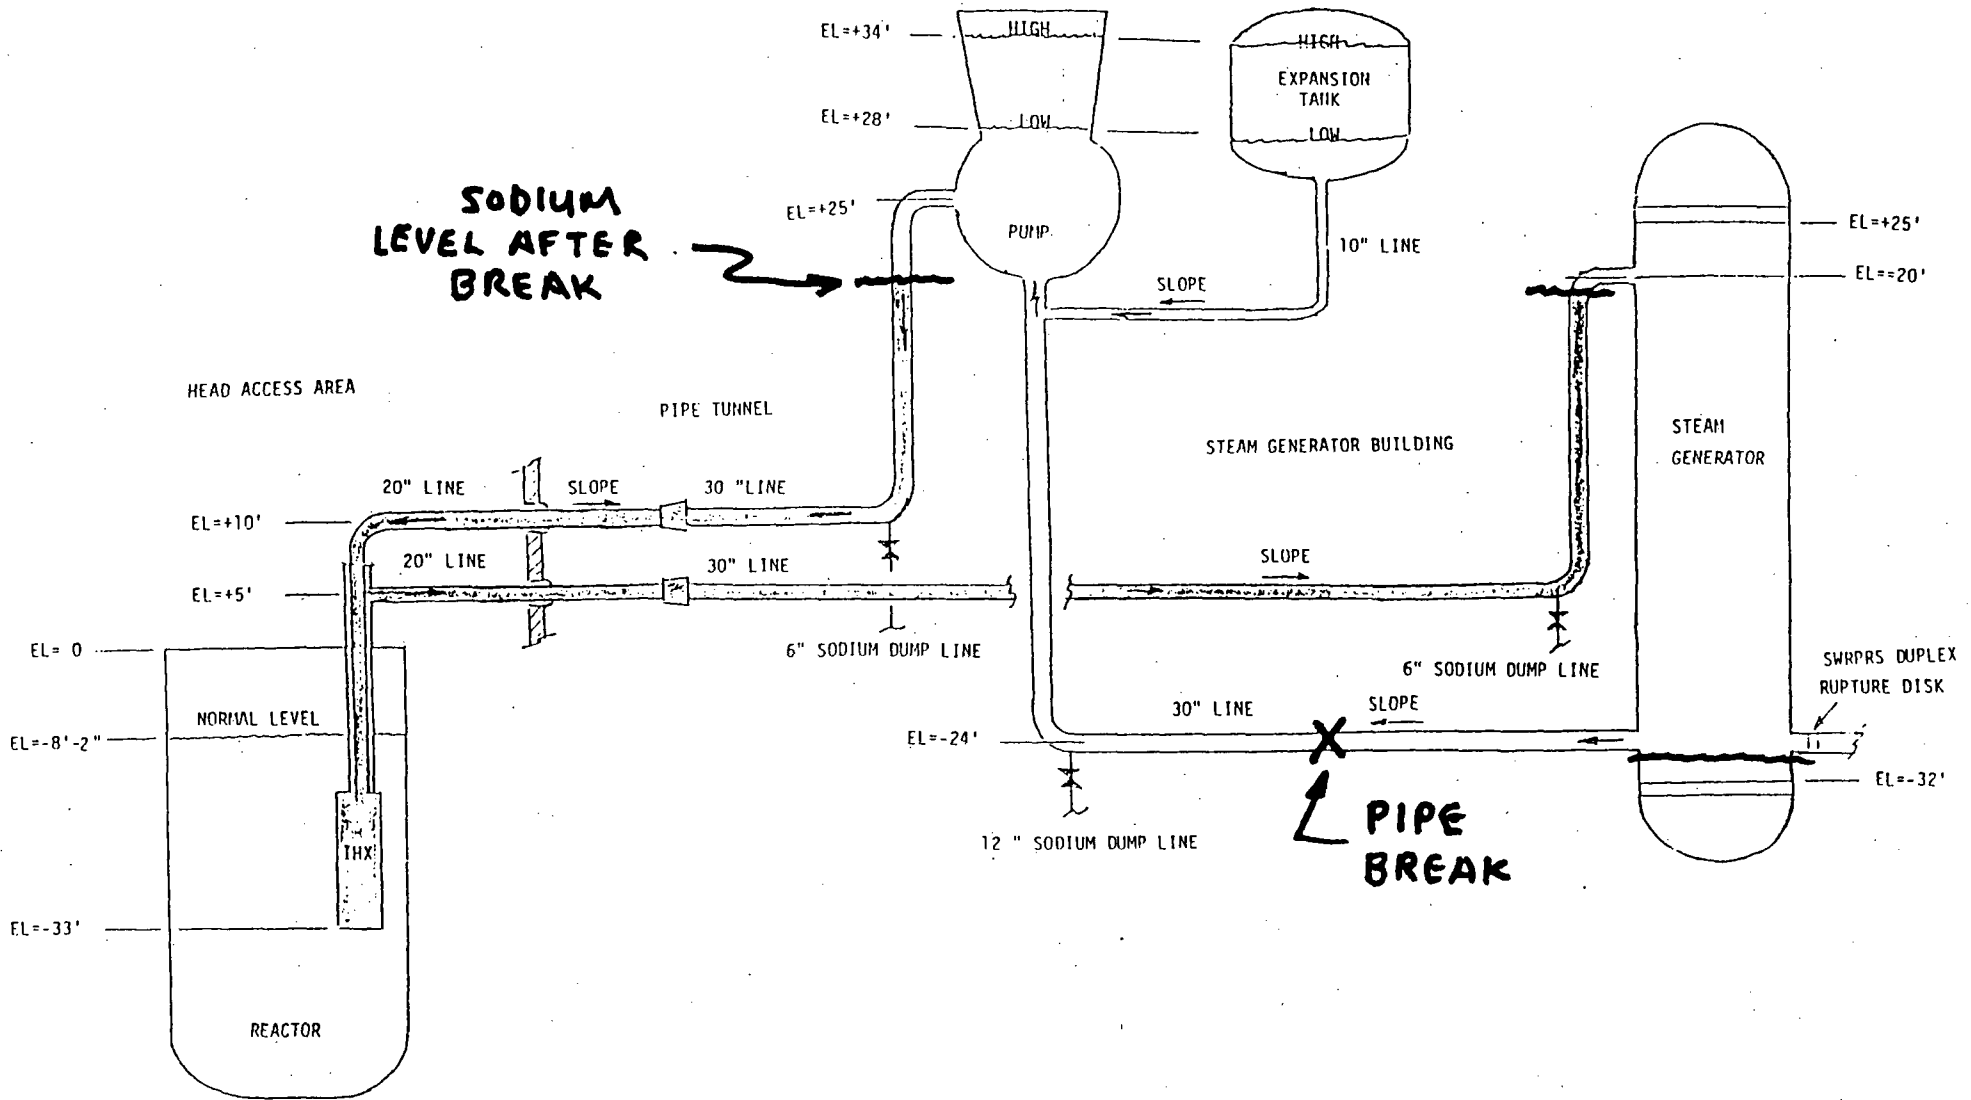 EL=+34'
HIGH
HIGH
EXPANSION
TANK
EL=+28'
LOW
LOW
SODIUM
LEVEL AFTER
BREAK
EL=+25'
PUMP
10" LINE
SLOPE
EL=+25'
EL==20'
HEAD ACCESS AREA
PIPE TUNNEL
STEAM GENERATOR BUILDING
STEAM
GENERATOR
20" LINE
SLOPE
30 "LINE
EL=+10'
20" LINE
30" LINE
SLOPE
EL=+5'
EL= 0
6" SODIUM DUMP LINE
6" SODIUM DUMP LINE
SWRPRS DUPLEX
RUPTURE DISK
NORMAL LEVEL
EL=-8'-2"
30" LINE
SLOPE
EL=-24'
EL=-32'
12 " SODIUM DUMP LINE
PIPE
BREAK
IHX
EL=-33'
REACTOR